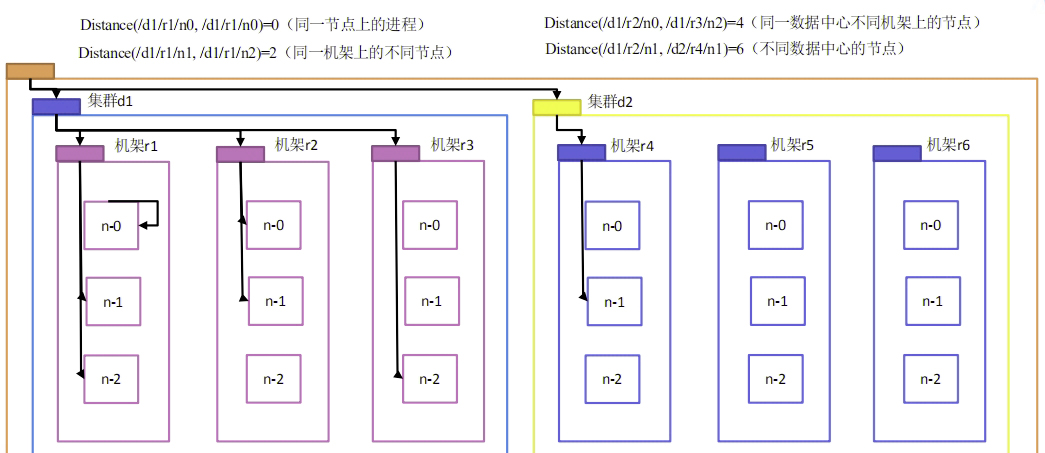 Distance(/d1/r1/n0, /d1/r1/n0)=0（同一节点上的进程）
Distance(/d1/r1/n1, /d1/r1/n2)=2（同一机架上的不同节点）
Distance(/d1/r2/n0, /d1/r3/n2)=4（同一数据中心不同机架上的节点）
Distance(/d1/r2/n1, /d2/r4/n1)=6（不同数据中心的节点）
集群d1
集群d2
机架r1
机架r2
机架r3
机架r4
机架r5
机架r6
n-0
n-0
n-0
n-0
n-0
n-0
n-1
n-1
n-1
n-1
n-1
n-1
n-2
n-2
n-2
n-2
n-2
n-2